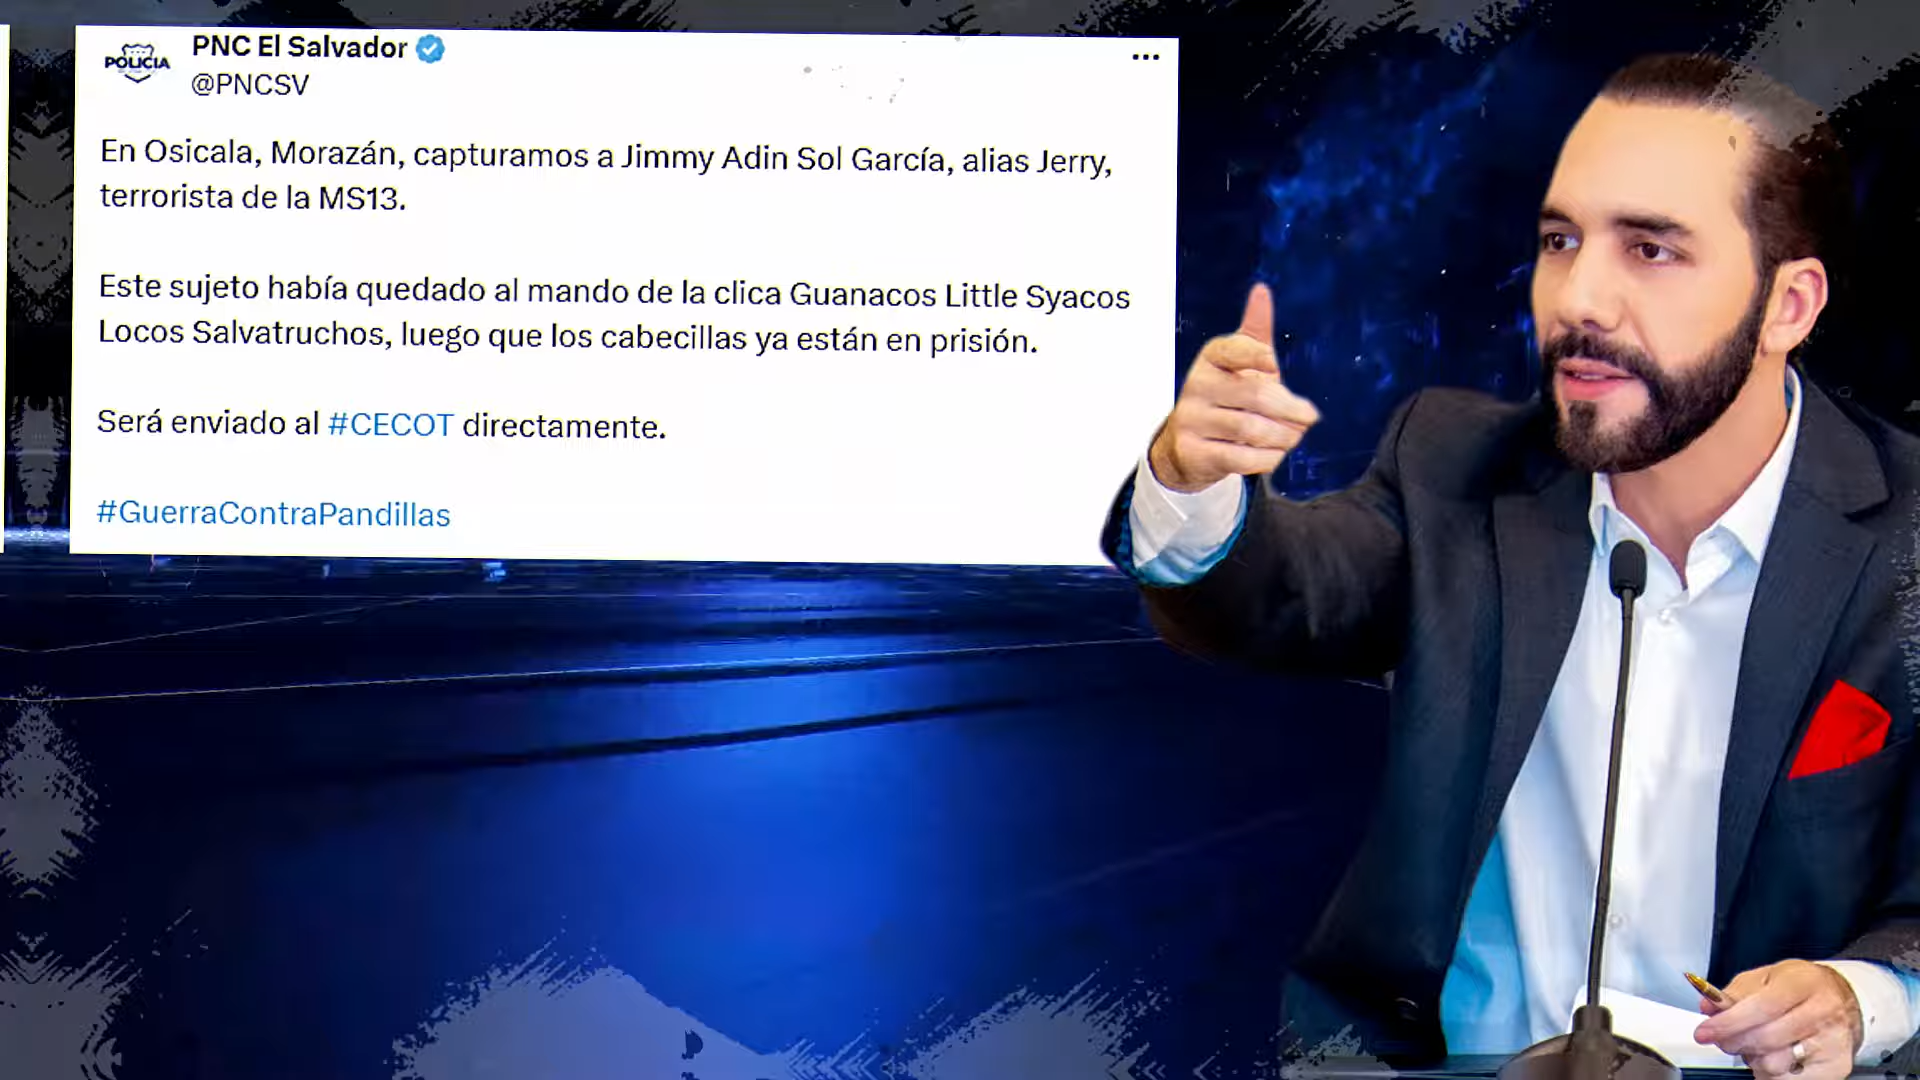 POLICIA
PNC El Salvador
@PNCSV
En Osicala, Morazán, capturamos a Jimmy Adin Sol García, alias Jerry,
terrorista de la MS13.
Este sujeto había quedado al mando de la clica Guanacos Little Syacos
Locos Salvatruchos, luego que los cabecillas ya están en prisión.
Será enviado al #CECOT directamente.
#GuerraContraPandillas